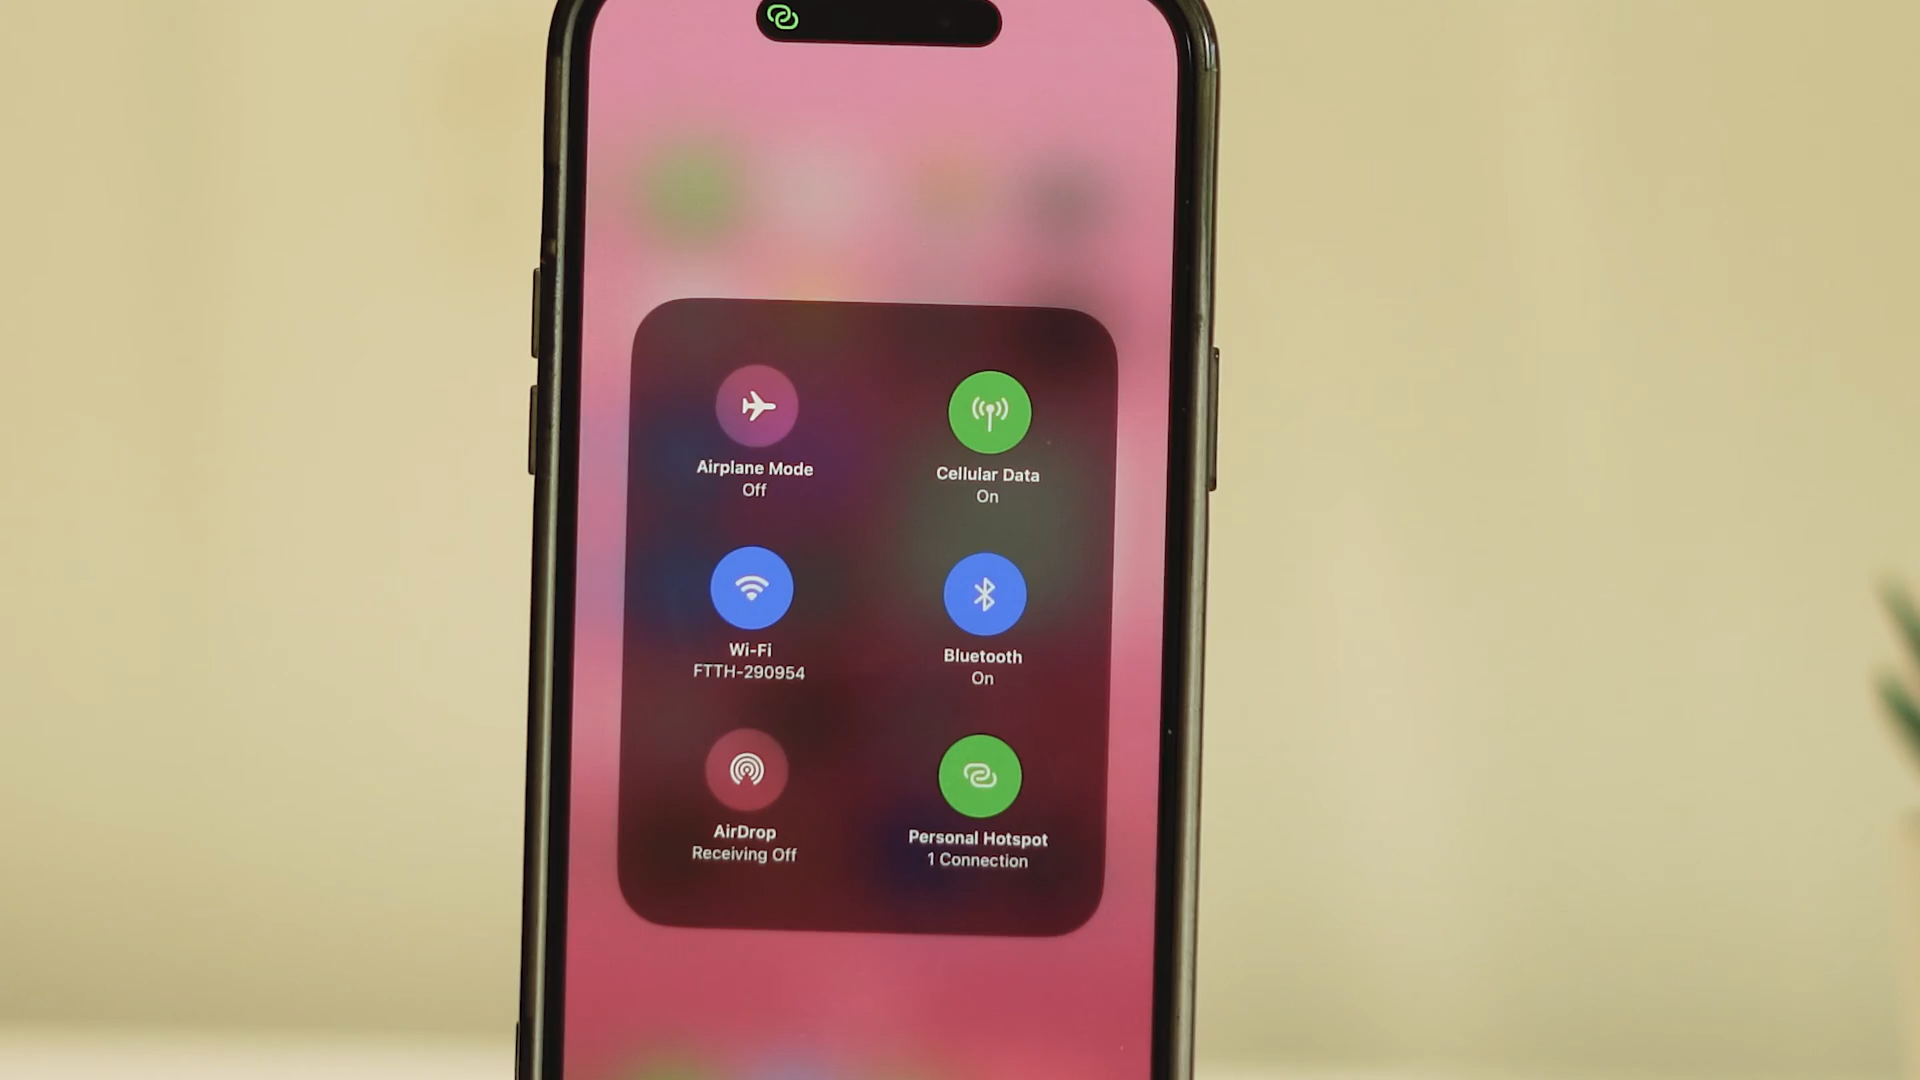 Airplane Mode
Off
Cellular Data
On
Wi-Fi
FTTH-290954
Bluetooth
On
AirDrop
Receiving Off
Personal Hotspot
1 Connection